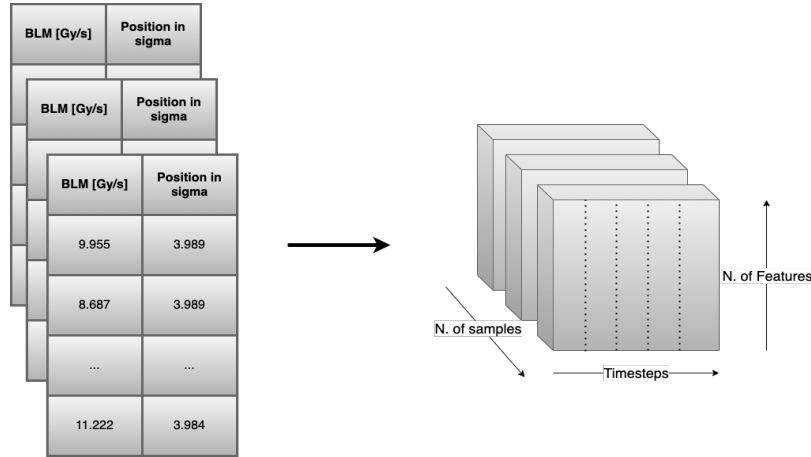 BLM [Gy/s] Position in
sigma
BLM [Gy/s] Position in
sigma
BLM [Gy/s] Position in
sigma
9.955 3.989
8.687 3.989
... ...
11.222 3.984
N. of samples
Timesteps
N. of Features